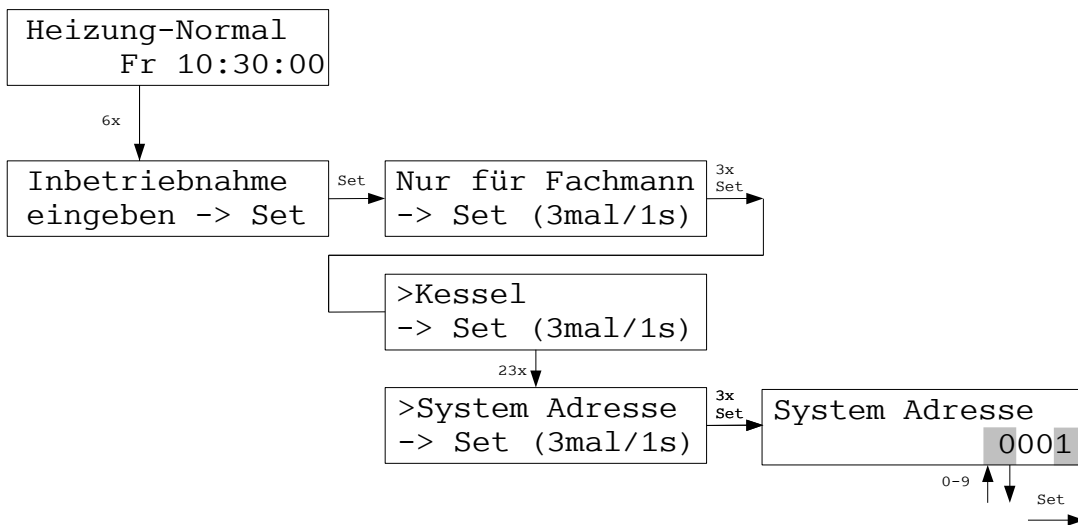 Heizung-Normal
Fr 10:30:00
6x
Inbetriebnahme
eingeben -> Set
Set
Nur für Fachmann
-> Set (3mal/1s)
3x
Set
>Kessel
-> Set (3mal/1s)
23x
>System Adresse
-> Set (3mal/1s)
3x
Set
System Adresse
0001
0-9
Set